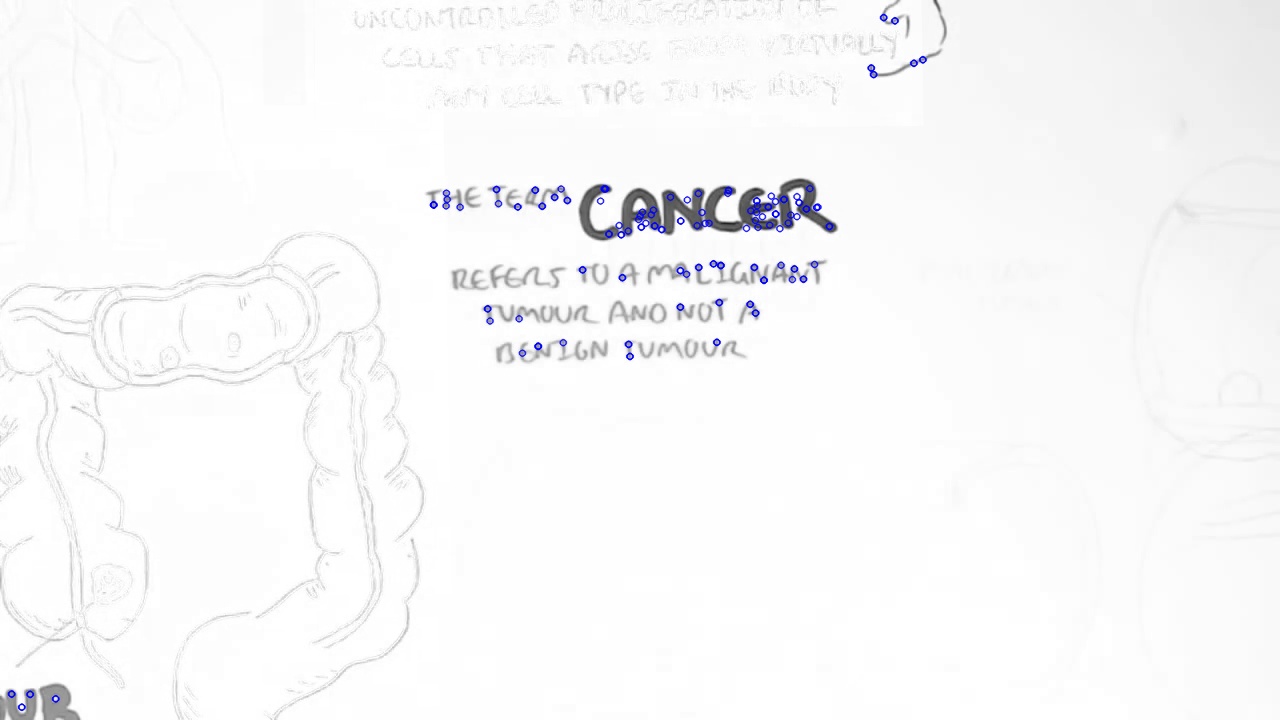 UNCONTROLLED PROLIFERATION OF
CELLS THAT ARISE FROM VIRTUALLY
ANY CELL TYPE IN THE BODY
THE TERM CANCER
REFERS TO A MALIGNANT
TUMOUR AND NOT A
BENIGN TUMOUR
OUR